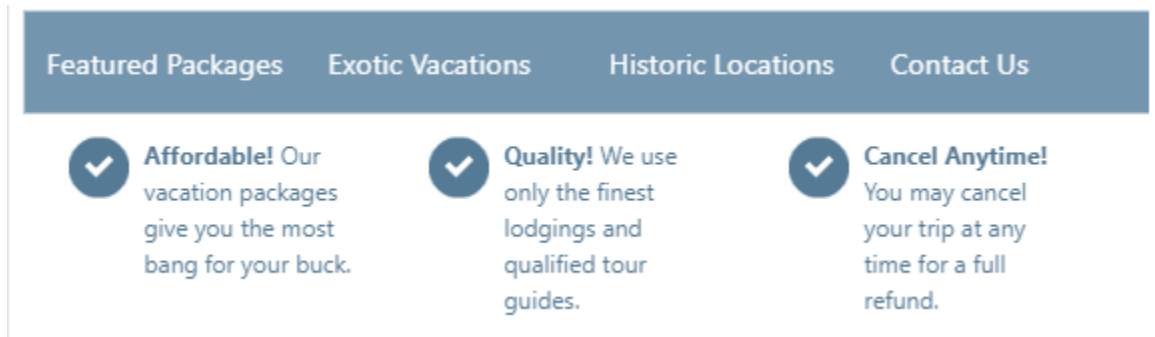 Featured Packages Exotic Vacations Historic Locations Contact Us
Affordable! Our
vacation packages
give you the most
bang for your buck.
Quality! We use
only the finest
lodgings and
qualified tour
guides.
Cancel Anytime!
You may cancel
your trip at any
time for a full
refund.